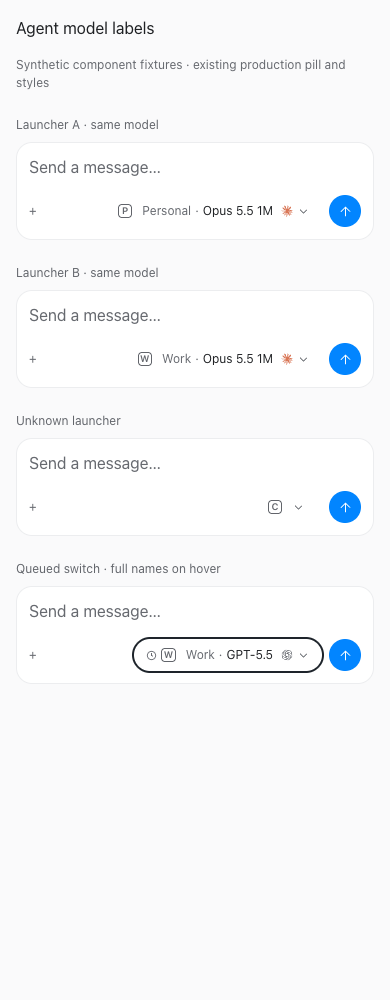 Agent model labels
Synthetic component fixtures · existing production pill and
styles
Launcher A · same model
Send a message...
+ P Personal · Opus 5.5 1M
Launcher B · same model
Send a message...
+ W Work · Opus 5.5 1M
Unknown launcher
Send a message...
+ C
Queued switch · full names on hover
Send a message...
+ W Work · GPT-5.5